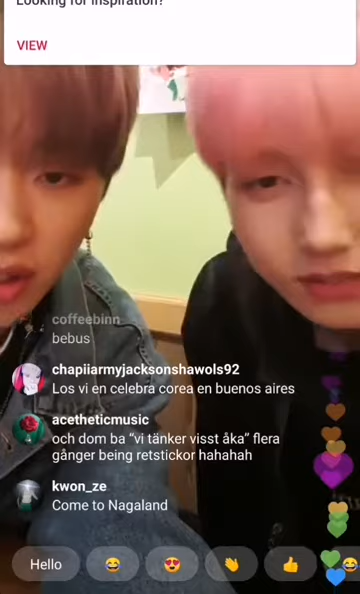 Looking for inspiration?
VIEW
coffeebinn
bebus
chapiiarmyjacksonshawols92
Los vi en celebra corea en buenos aires
acetheticmusic
och dom ba “vi tänker visst åka” flera
gånger being retstickor hahahah
kwon_ze
Come to Nagaland
Hello